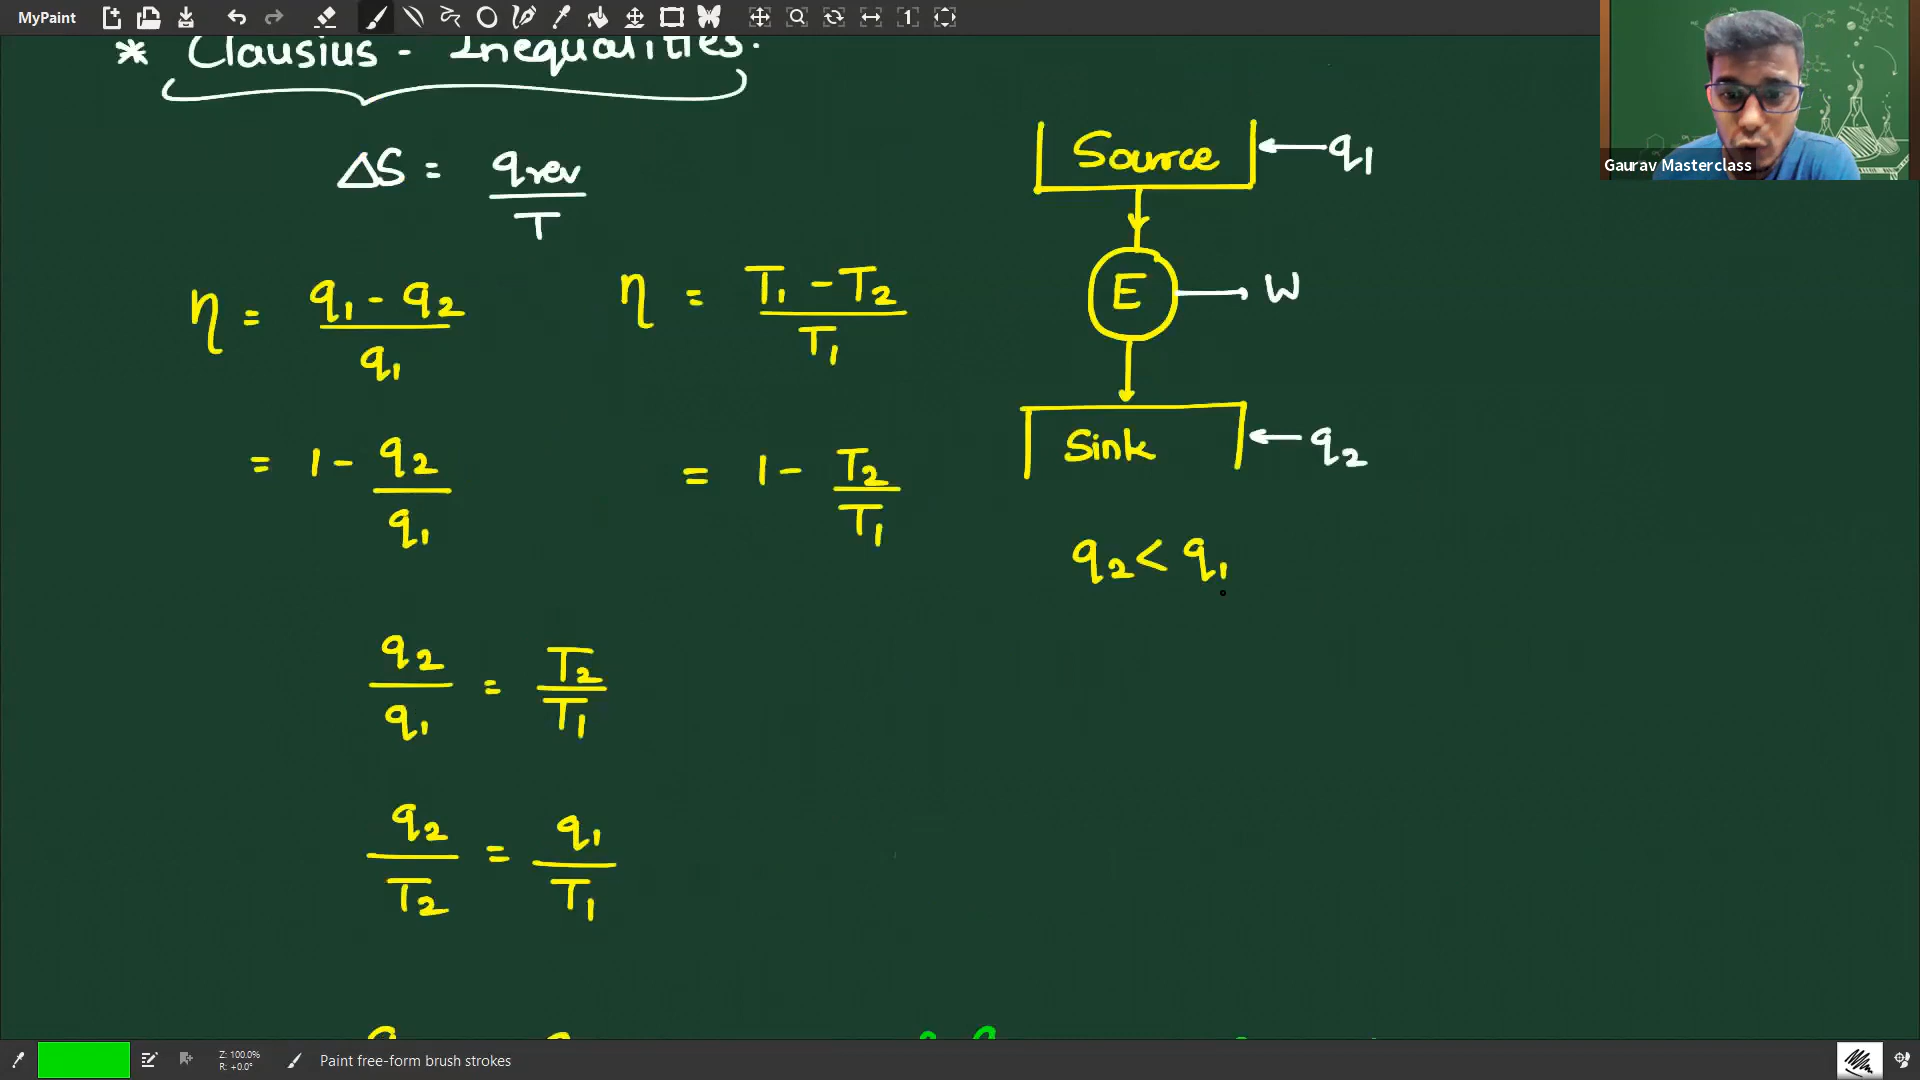 MyPaint
* Clausius - Inequalities.
ΔS = qrev / T
Source ← q1
η = (q1 - q2) / q1
η = (T1 - T2) / T1
E — W
= 1 - q2 / q1
= 1 - T2 / T1
Sink ← q2
q2 < q1
q2 / q1 = T2 / T1
q2 / T2 = q1 / T1
Gaurav Masterclass
Z: 100.0%
R: +0.0°
Paint free-form brush strokes